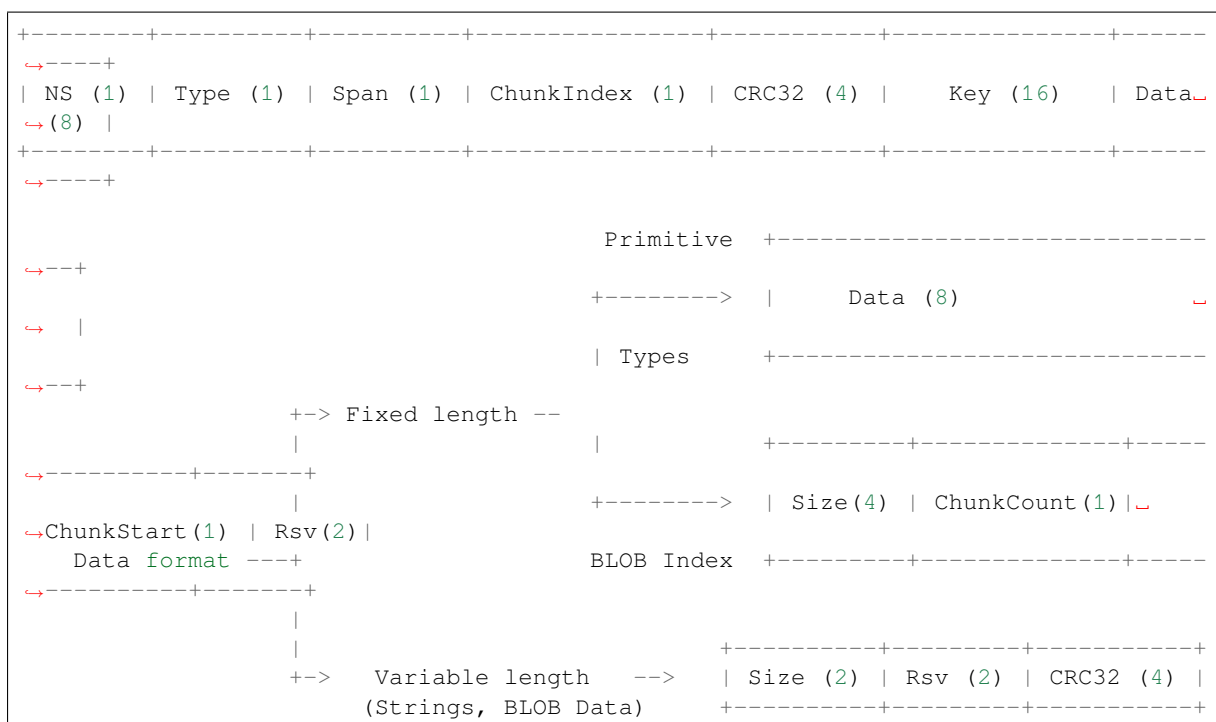 +--------+----------+----------+---------------+-----------+--------------+------
↪----+
| NS (1) | Type (1) | Span (1) | ChunkIndex (1) | CRC32 (4) |    Key (16)    | Data␣
↪(8) |
+--------+----------+----------+---------------+-----------+--------------+------
↪----+
Primitive  +----------------------------
↪--+
+--------> |     Data (8)               ␣
↪  |
| Types     +----------------------------
↪--+
+-> Fixed length --
|                   |           +---------+--------------+-----
↪----------+-------+
|                   +--------> | Size(4) | ChunkCount(1)|␣
↪ChunkStart(1) | Rsv(2)|
Data format ---+                   BLOB Index  +---------+--------------+-----
↪----------+-------+
|
|                            +----------+---------+-----------+
+->   Variable length   -->  | Size (2) | Rsv (2) | CRC32 (4) |
(Strings, BLOB Data)     +----------+---------+-----------+